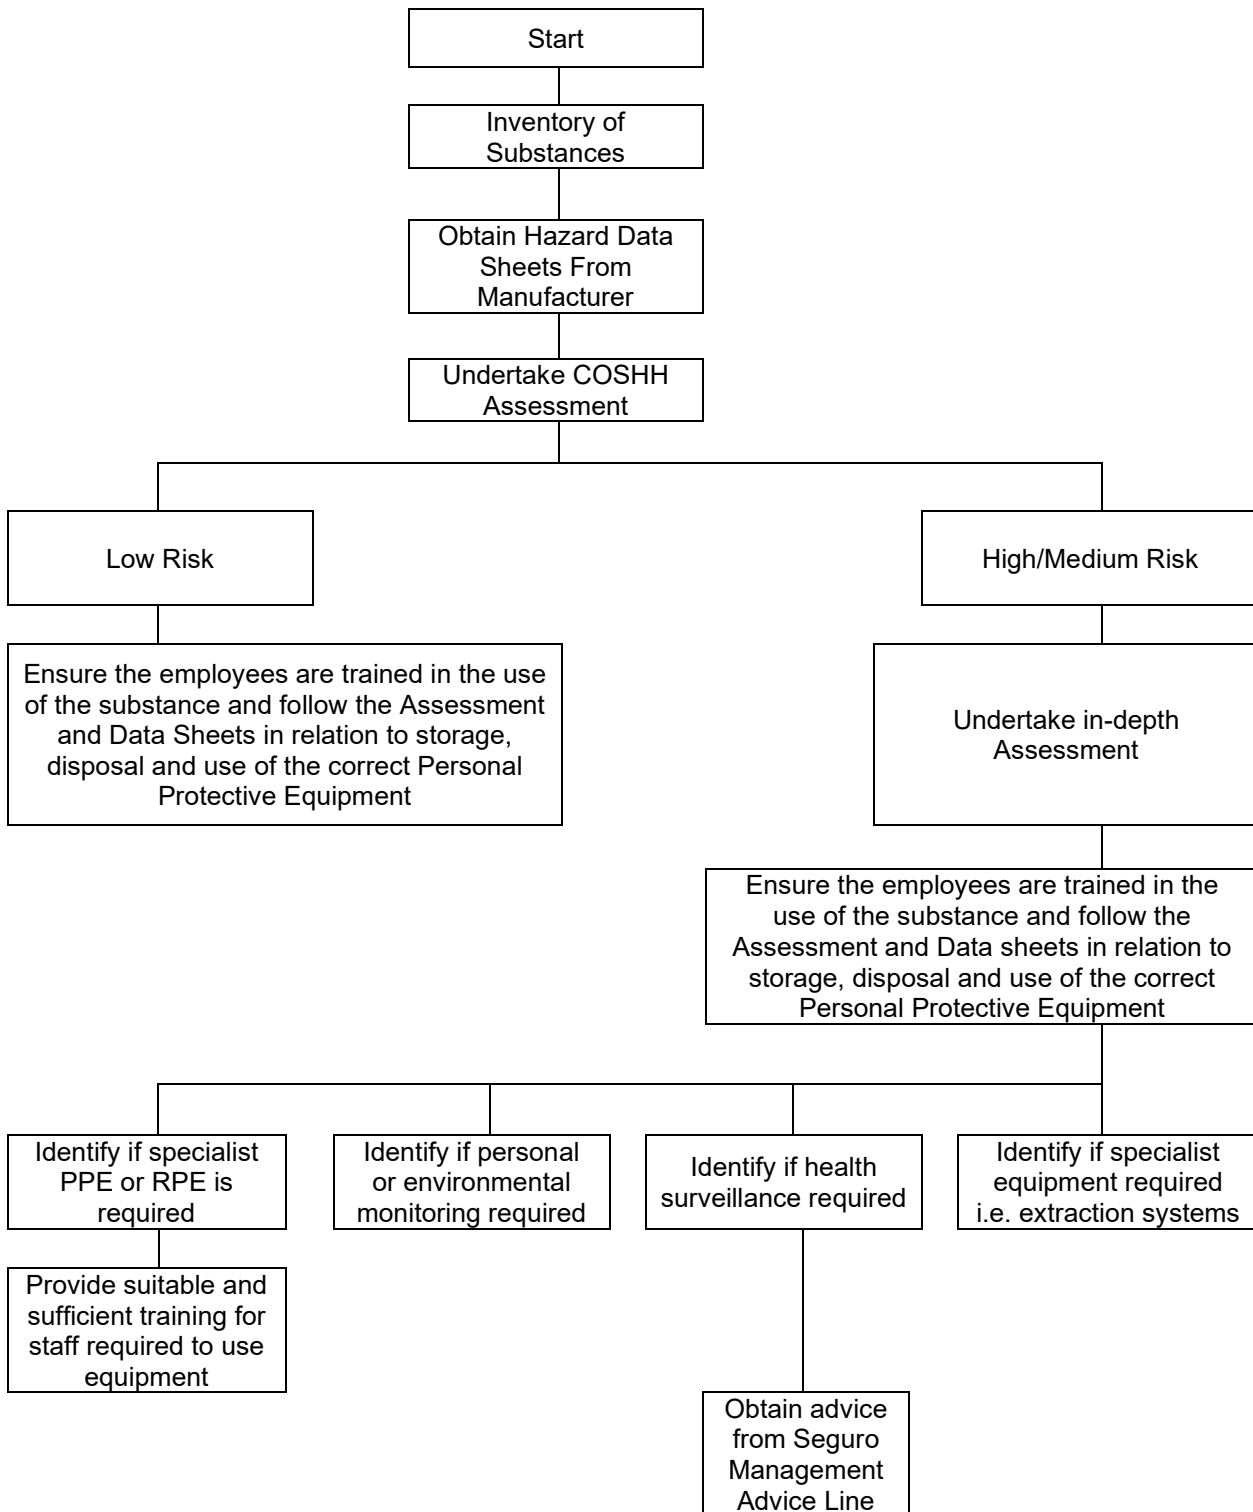 Start
Inventory of
Substances
Obtain Hazard Data
Sheets From
Manufacturer
Undertake COSHH
Assessment
Low Risk
High/Medium Risk
Ensure the employees are trained in the use
of the substance and follow the Assessment
and Data Sheets in relation to storage,
disposal and use of the correct Personal
Protective Equipment
Undertake in-depth
Assessment
Ensure the employees are trained in the
use of the substance and follow the
Assessment and Data sheets in relation to
storage, disposal and use of the correct
Personal Protective Equipment
Identify if specialist
PPE or RPE is
required
Identify if personal
or environmental
monitoring required
Identify if health
surveillance required
Identify if specialist
equipment required
i.e. extraction systems
Provide suitable and
sufficient training for
staff required to use
equipment
Obtain advice
from Seguro
Management
Advice Line